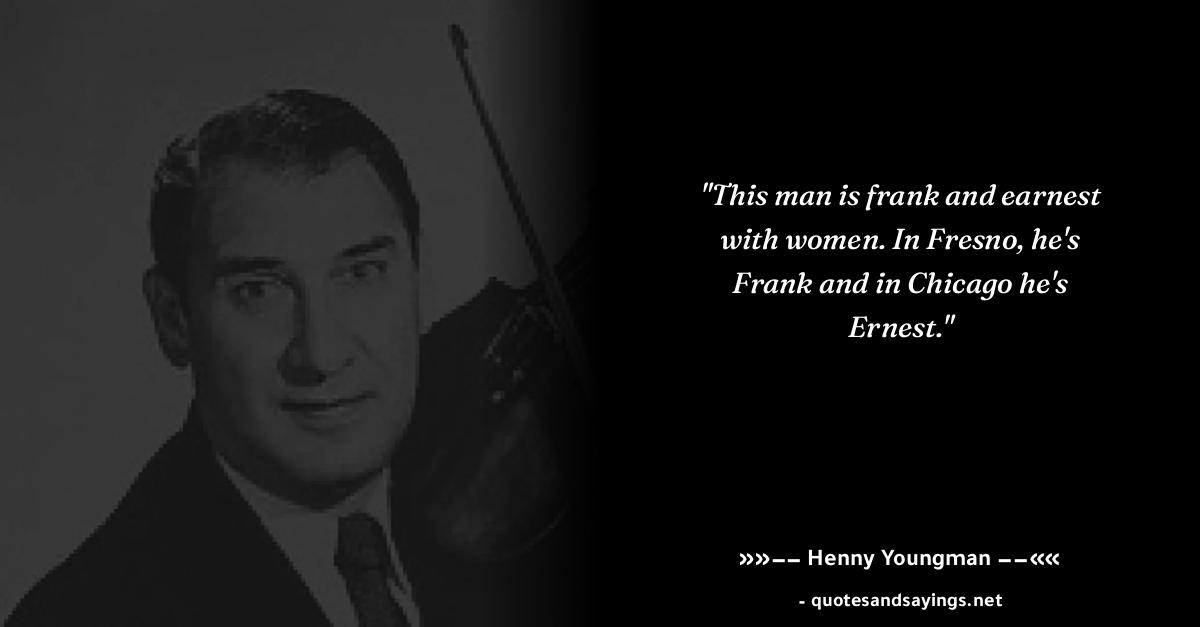 "This man is frank and earnest
with women. In Fresno, he's
Frank and in Chicago he's
Ernest."
»»−− Henny Youngman −−««
- quotesandsayings.net